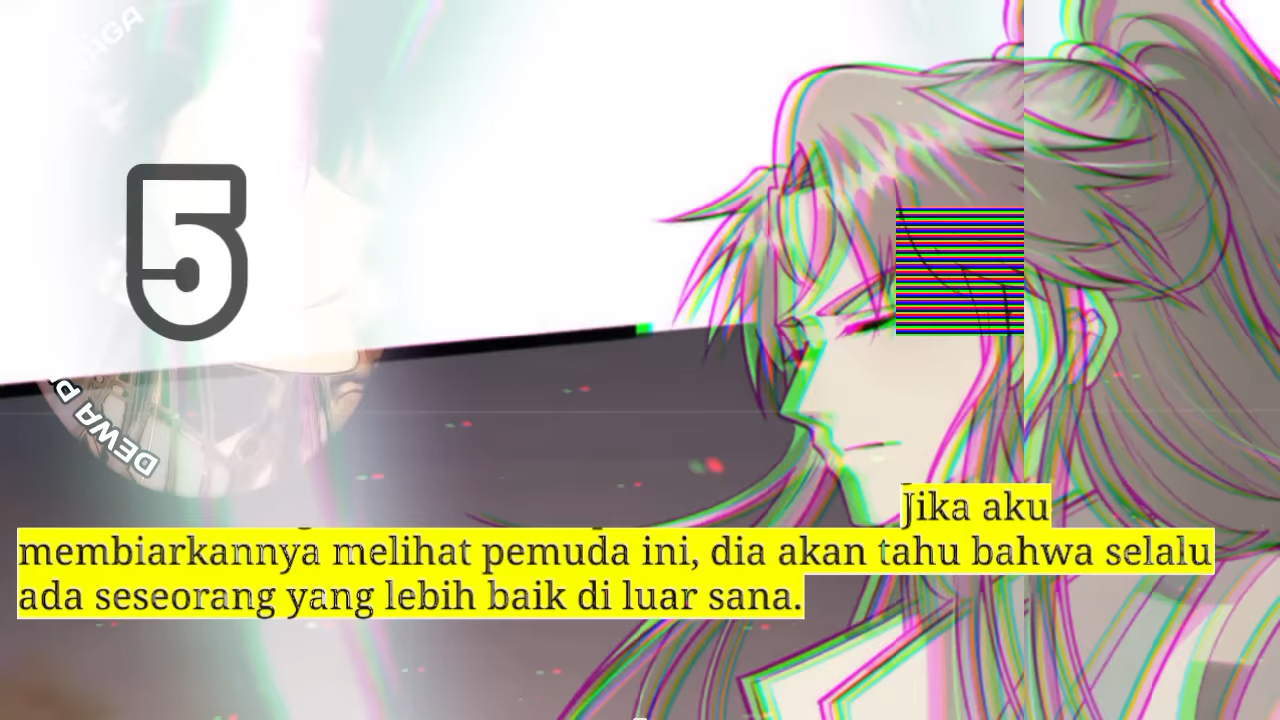 5
DEWA
Jika aku
membiarkannya melihat pemuda ini, dia akan tahu bahwa selalu
ada seseorang yang lebih baik di luar sana.